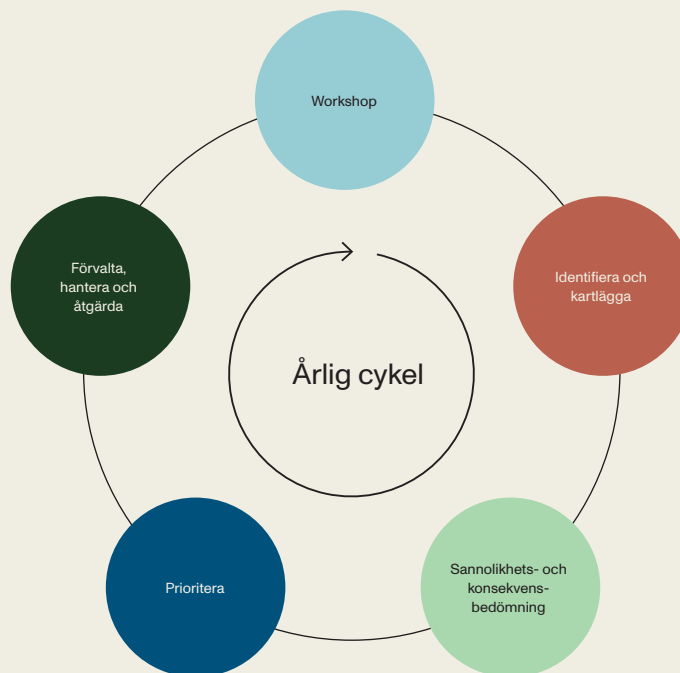 Workshop
Identifiera och
kartlägga
Sannolikhets- och
konsekvens-
bedömning
Prioritera
Förvalta,
hantera och
åtgärda
Årlig cykel